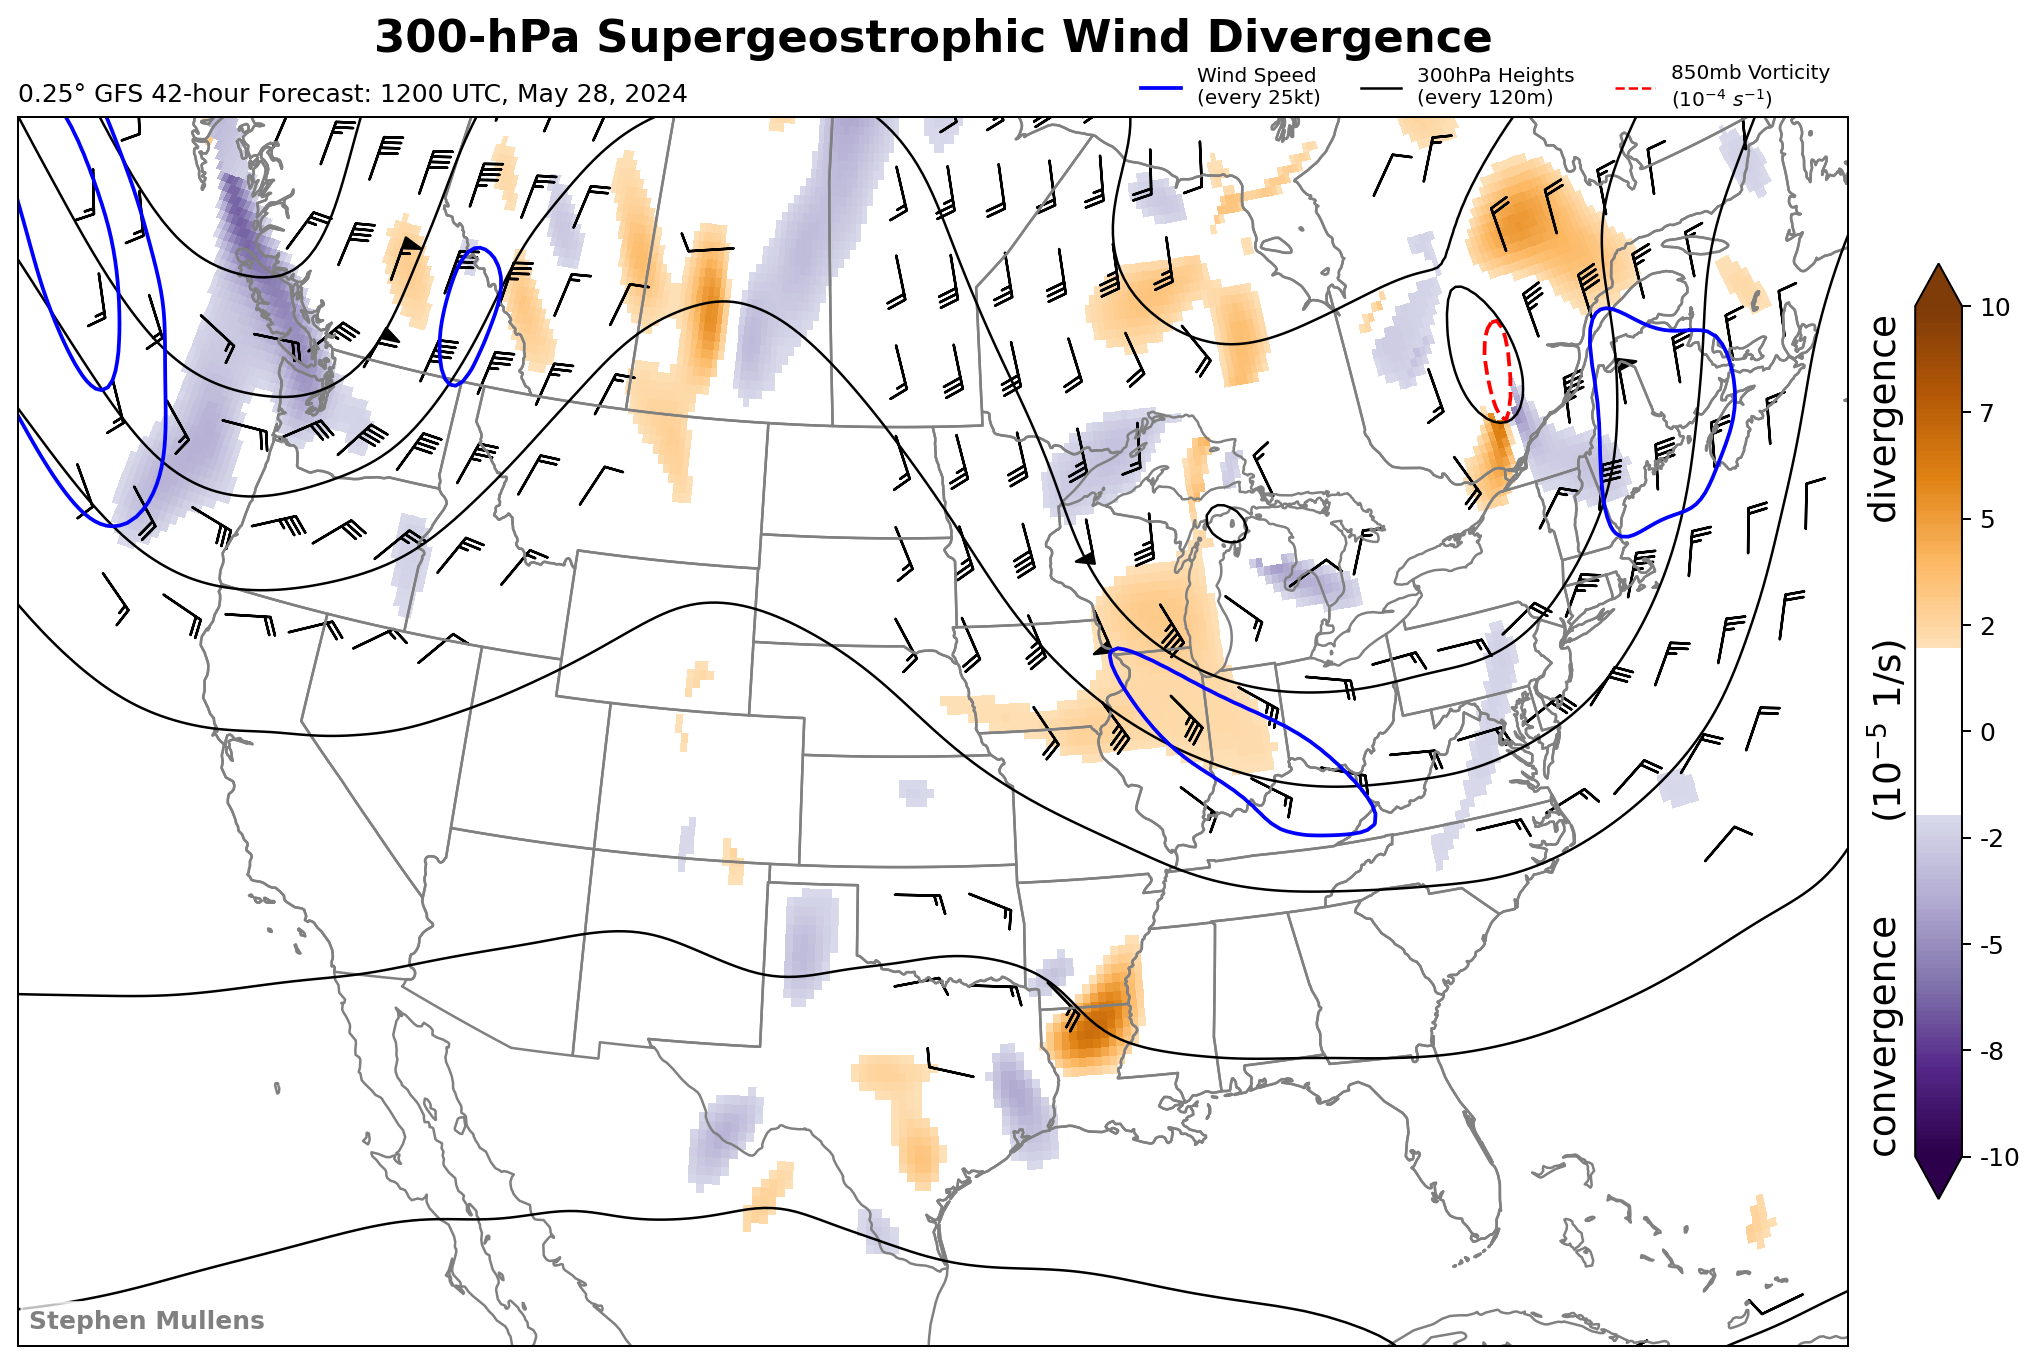 300-hPa Supergeostrophic Wind Divergence
0.25° GFS 42-hour Forecast: 1200 UTC, May 28, 2024
Wind Speed
(every 25kt)
300hPa Heights
(every 120m)
850mb Vorticity
(10⁻⁴ s⁻¹)
10
7
5
2
0
-2
-5
-8
-10
convergence (10⁻⁵ 1/s) divergence
Stephen Mullens